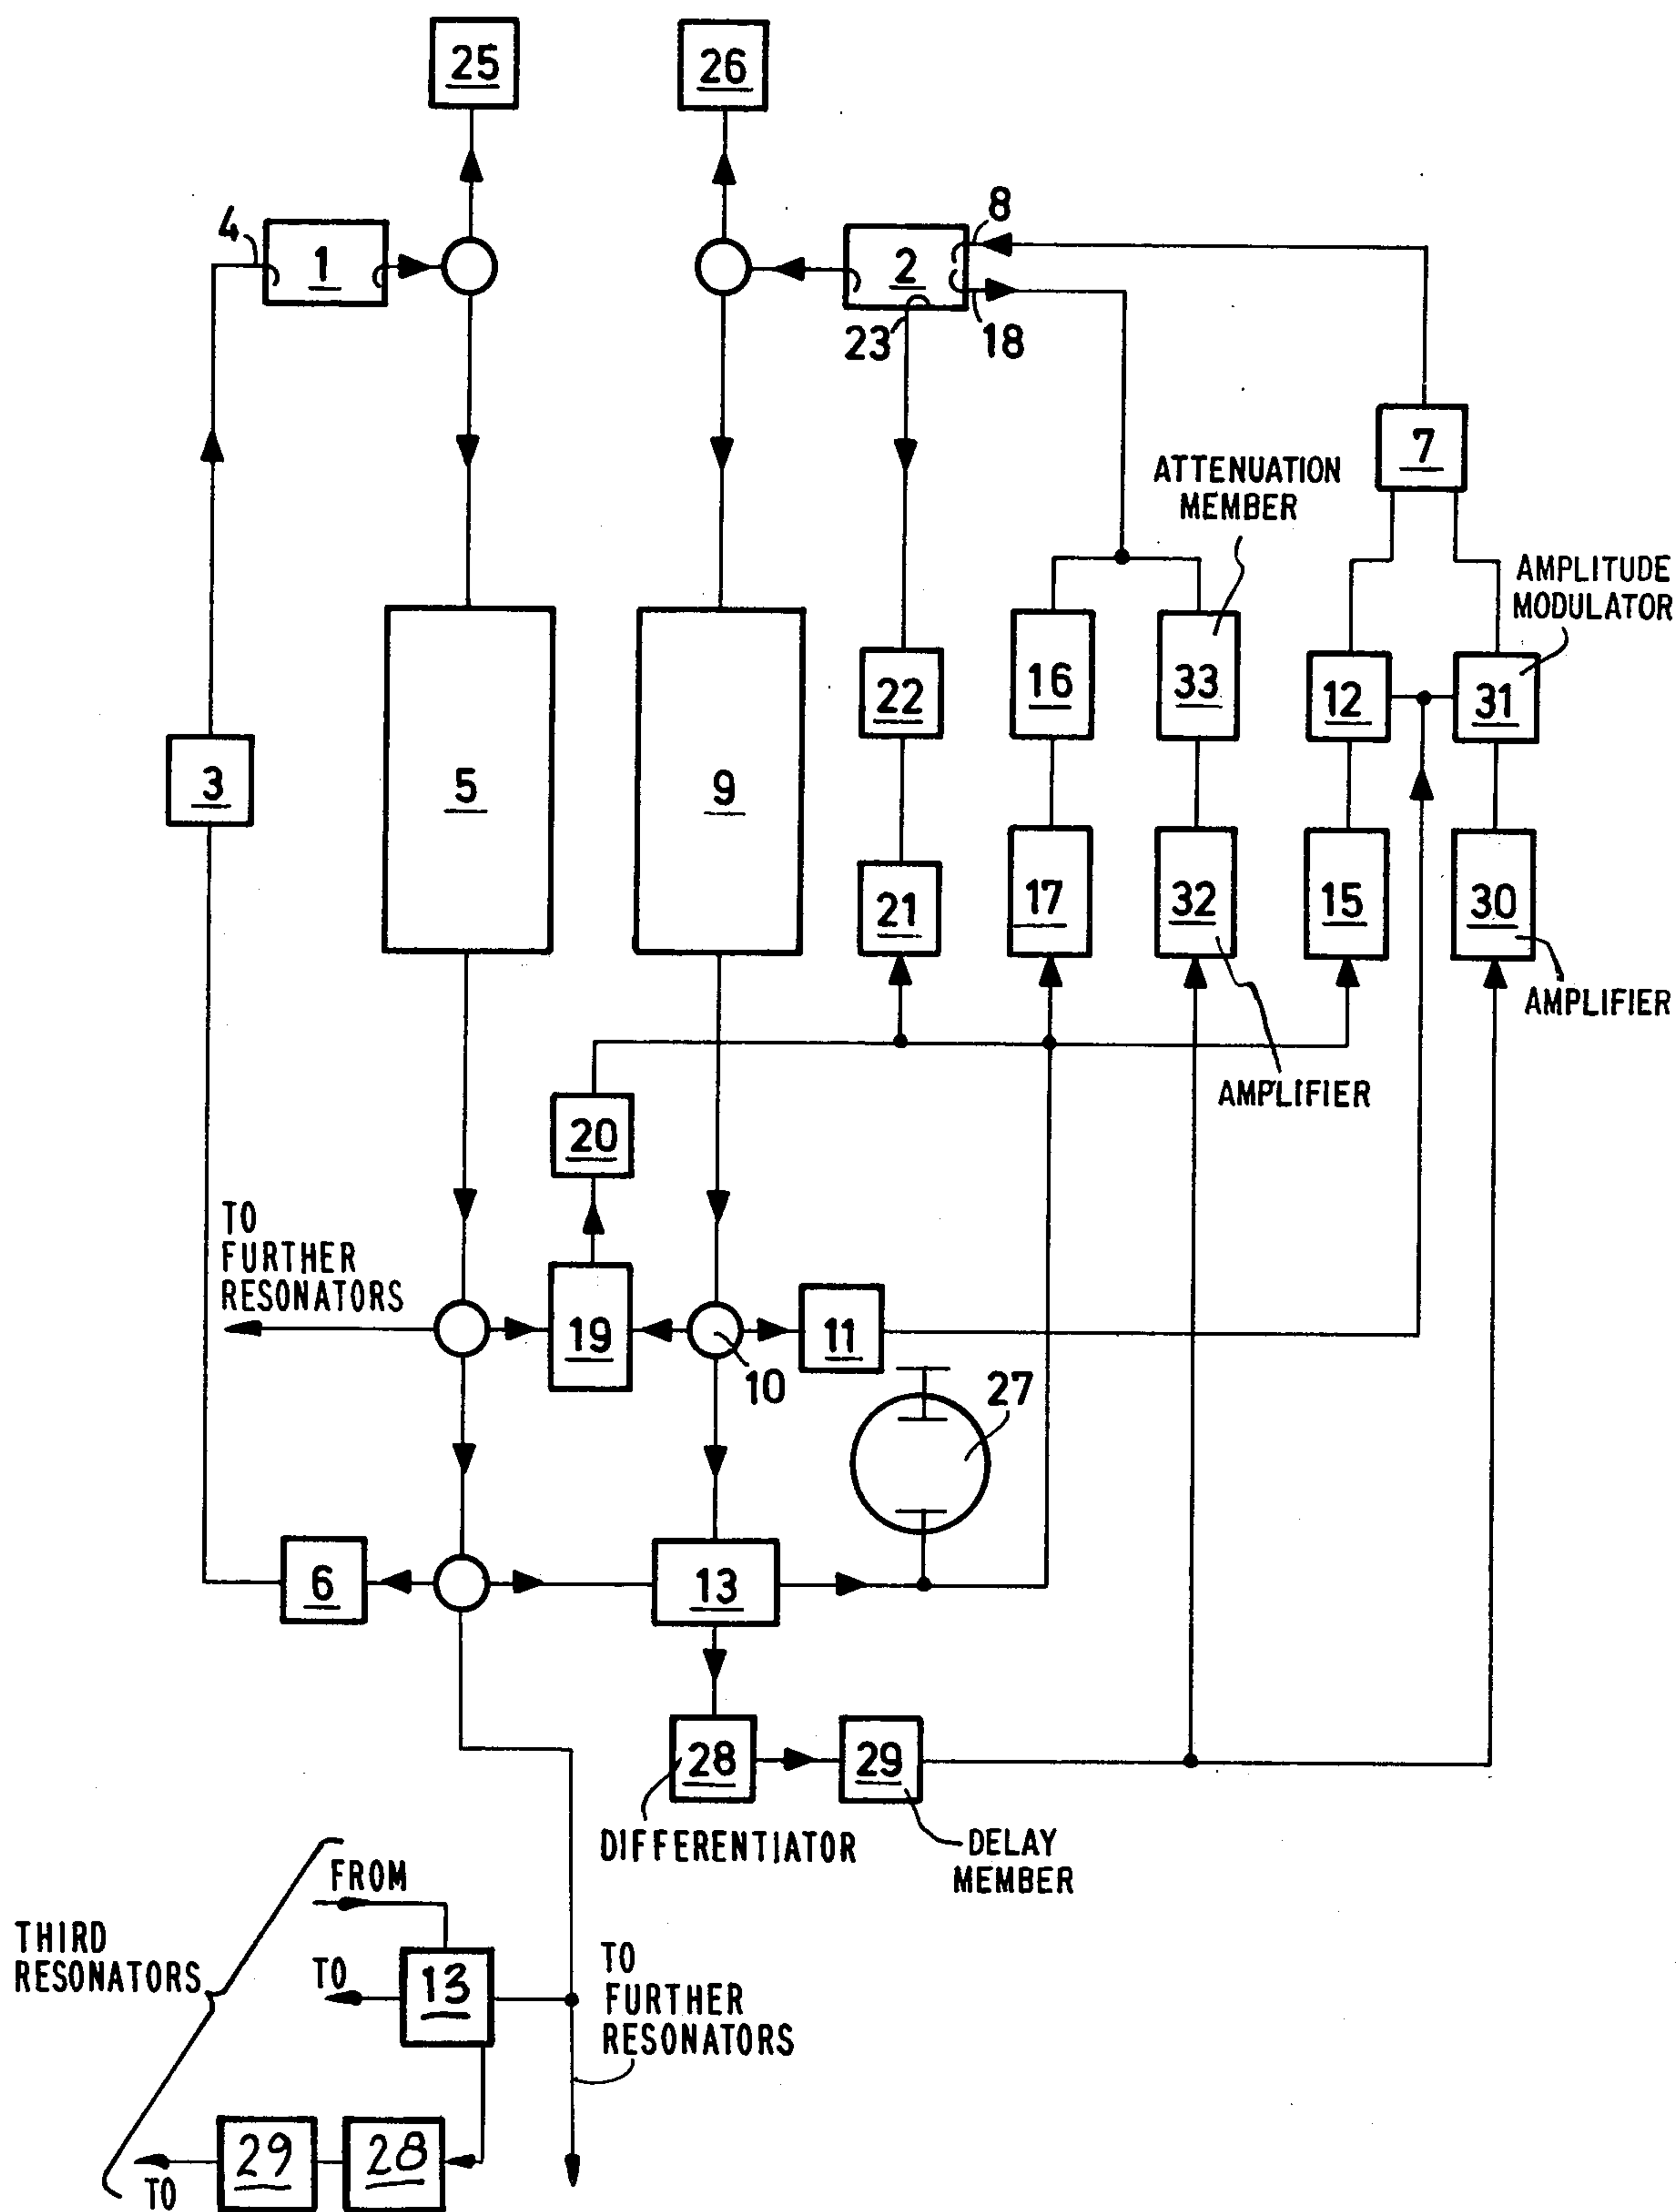 25
26
4
1
2
8
23
18
7
ATTENUATION
MEMBER
AMPLITUDE
MODULATOR
22
16
33
12
31
3
5
9
21
17
32
15
30
AMPLIFIER
AMPLIFIER
20
TO
FURTHER
RESONATORS
19
10
11
27
6
13
28
29
DIFFERENTIATOR
DELAY
MEMBER
FROM
THIRD
RESONATORS
TO
13
TO
FURTHER
RESONATORS
29
28
TO